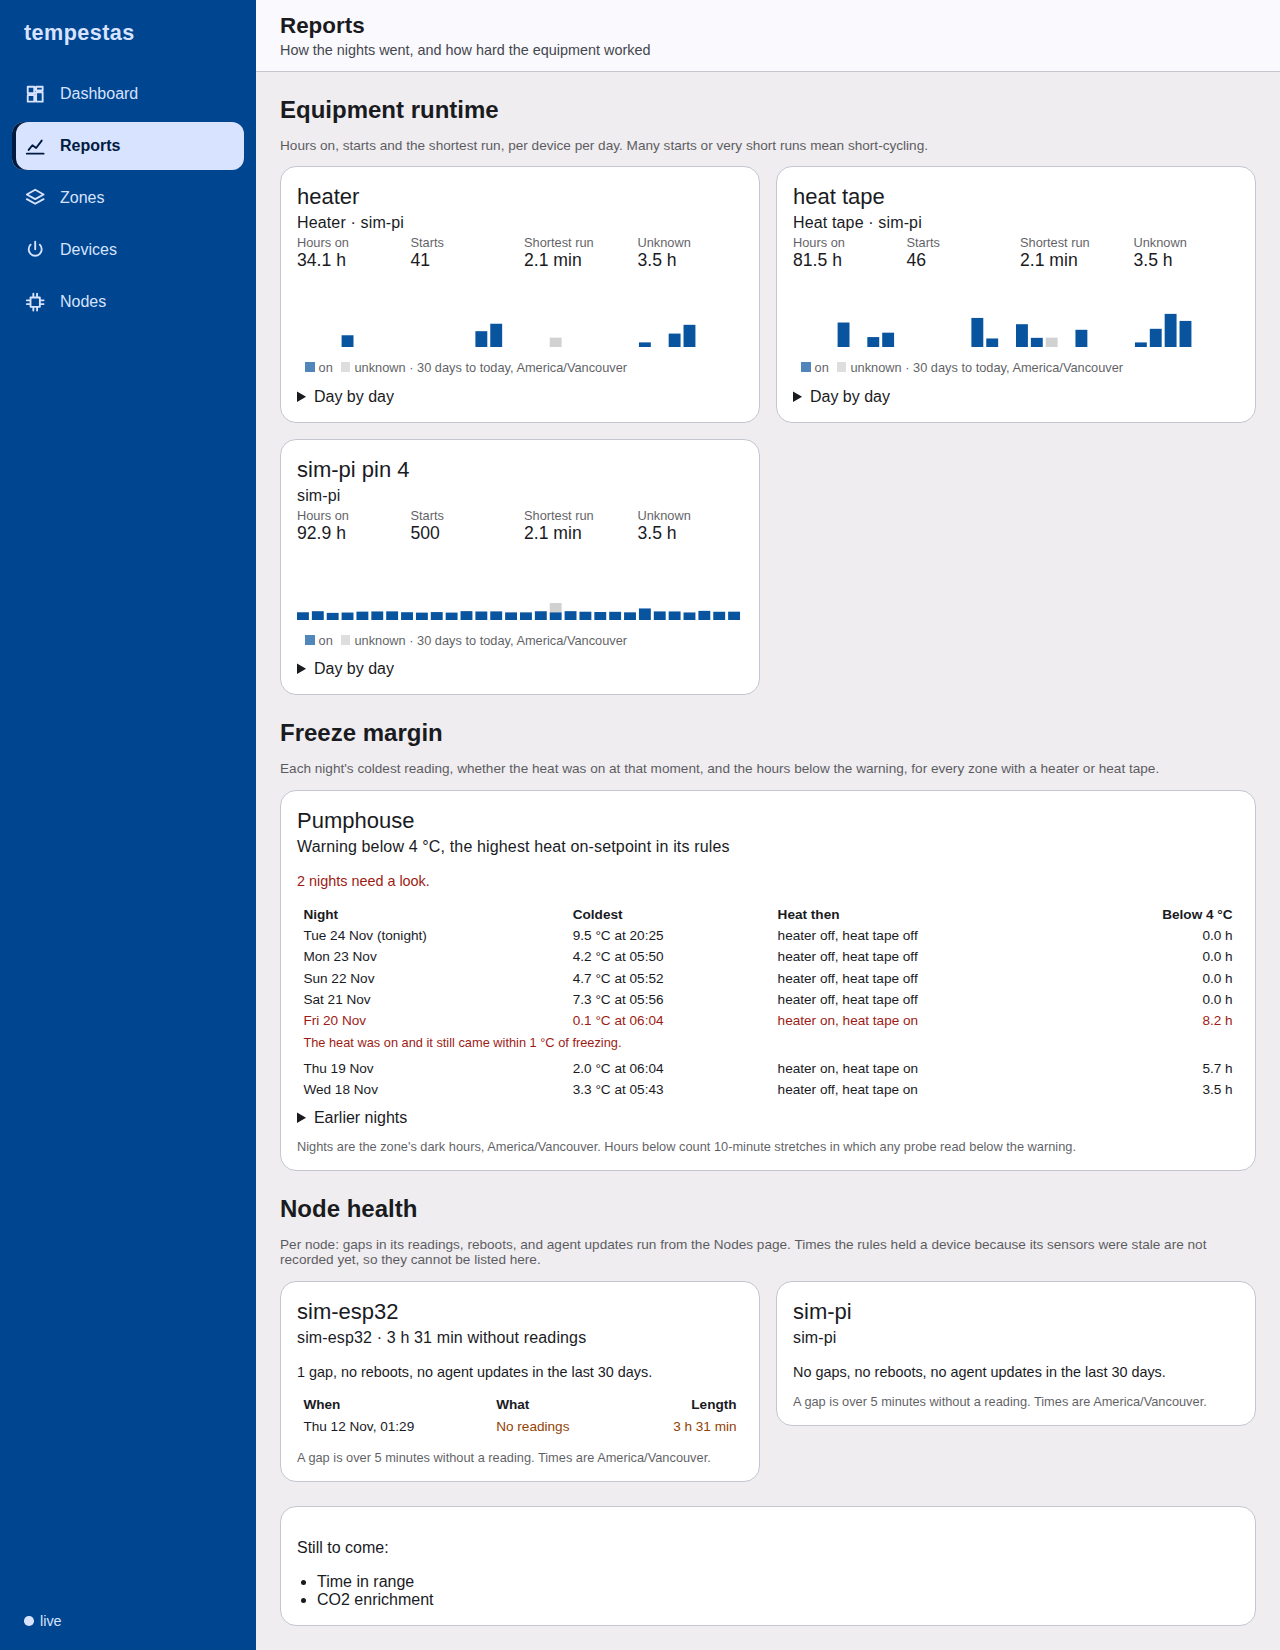 tempestas
Dashboard
Reports
Zones
Devices
Nodes
live
Reports
How the nights went, and how hard the equipment worked
Equipment runtime
Hours on, starts and the shortest run, per device per day. Many starts or very short runs mean short-cycling.
heater
Heater · sim-pi
Hours on Starts Shortest run Unknown
34.1 h 41 2.1 min 3.5 h
on unknown · 30 days to today, America/Vancouver
Day by day
heat tape
Heat tape · sim-pi
Hours on Starts Shortest run Unknown
81.5 h 46 2.1 min 3.5 h
on unknown · 30 days to today, America/Vancouver
Day by day
sim-pi pin 4
sim-pi
Hours on Starts Shortest run Unknown
92.9 h 500 2.1 min 3.5 h
on unknown · 30 days to today, America/Vancouver
Day by day
Freeze margin
Each night's coldest reading, whether the heat was on at that moment, and the hours below the warning, for every zone with a heater or heat tape.
Pumphouse
Warning below 4 °C, the highest heat on-setpoint in its rules
2 nights need a look.
Night Coldest Heat then Below 4 °C
Tue 24 Nov (tonight) 9.5 °C at 20:25 heater off, heat tape off 0.0 h
Mon 23 Nov 4.2 °C at 05:50 heater off, heat tape off 0.0 h
Sun 22 Nov 4.7 °C at 05:52 heater off, heat tape off 0.0 h
Sat 21 Nov 7.3 °C at 05:56 heater off, heat tape off 0.0 h
Fri 20 Nov 0.1 °C at 06:04 heater on, heat tape on 8.2 h
The heat was on and it still came within 1 °C of freezing.
Thu 19 Nov 2.0 °C at 06:04 heater on, heat tape on 5.7 h
Wed 18 Nov 3.3 °C at 05:43 heater off, heat tape on 3.5 h
Earlier nights
Nights are the zone's dark hours, America/Vancouver. Hours below count 10-minute stretches in which any probe read below the warning.
Node health
Per node: gaps in its readings, reboots, and agent updates run from the Nodes page. Times the rules held a device because its sensors were stale are not
recorded yet, so they cannot be listed here.
sim-esp32
sim-esp32 · 3 h 31 min without readings
1 gap, no reboots, no agent updates in the last 30 days.
When What Length
Thu 12 Nov, 01:29 No readings 3 h 31 min
A gap is over 5 minutes without a reading. Times are America/Vancouver.
sim-pi
sim-pi
No gaps, no reboots, no agent updates in the last 30 days.
A gap is over 5 minutes without a reading. Times are America/Vancouver.
Still to come:
• Time in range
• CO2 enrichment